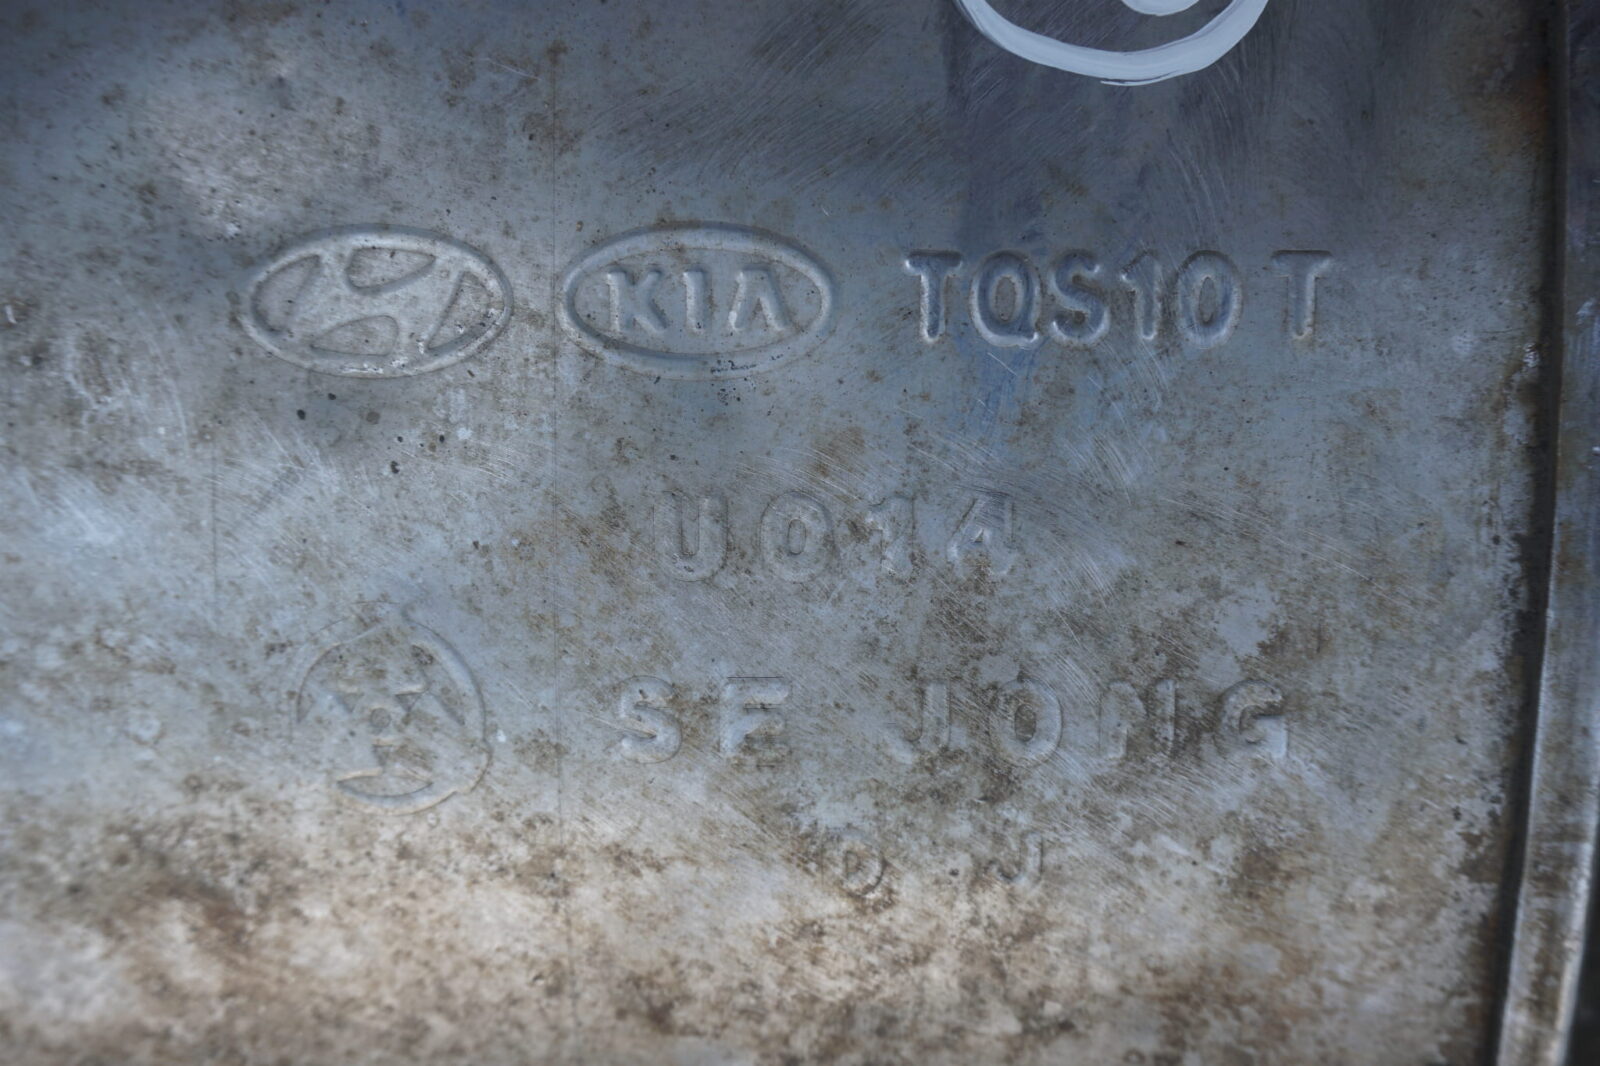 KIA TQS10 T
U014
SE JONG
D J